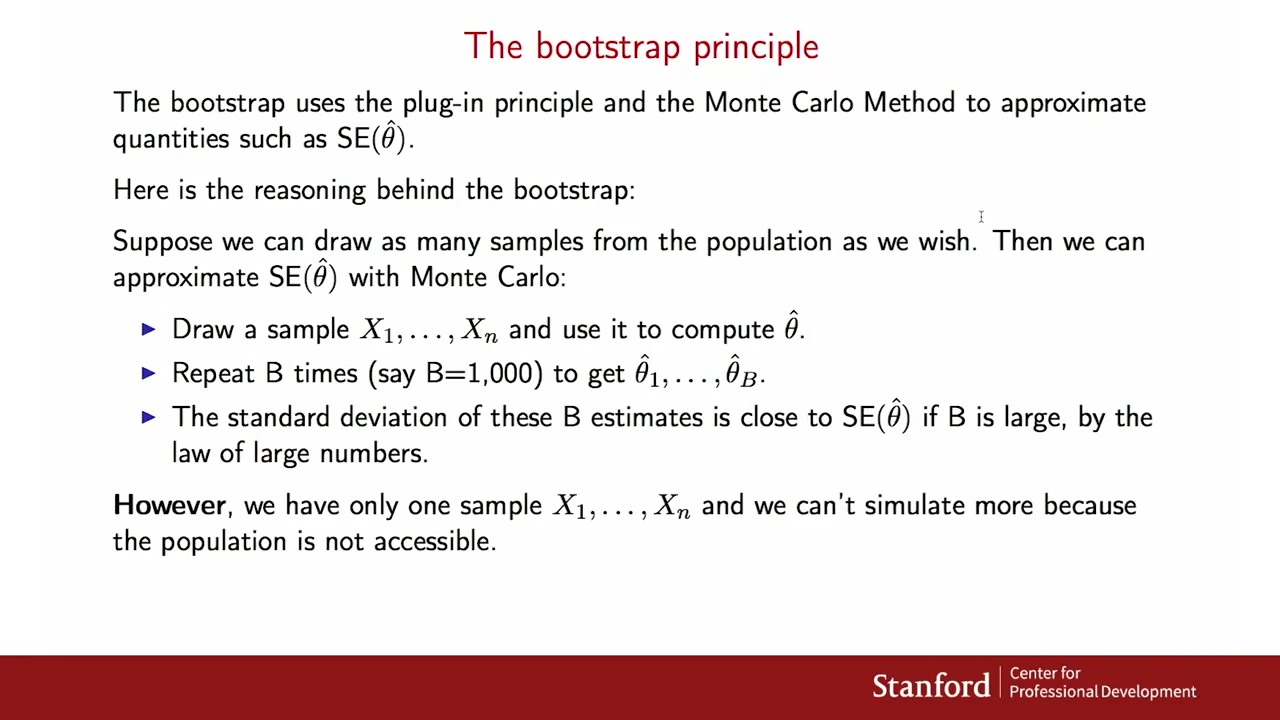 The bootstrap principle
The bootstrap uses the plug-in principle and the Monte Carlo Method to approximate
quantities such as SE(θ̂).
Here is the reasoning behind the bootstrap:
Suppose we can draw as many samples from the population as we wish. Then we can
approximate SE(θ̂) with Monte Carlo:
▶ Draw a sample X₁, . . . , Xₙ and use it to compute θ̂.
▶ Repeat B times (say B=1,000) to get θ̂₁, . . . , θ̂_B.
▶ The standard deviation of these B estimates is close to SE(θ̂) if B is large, by the
law of large numbers.
However, we have only one sample X₁, . . . , Xₙ and we can't simulate more because
the population is not accessible.
Stanford
Center for
Professional Development